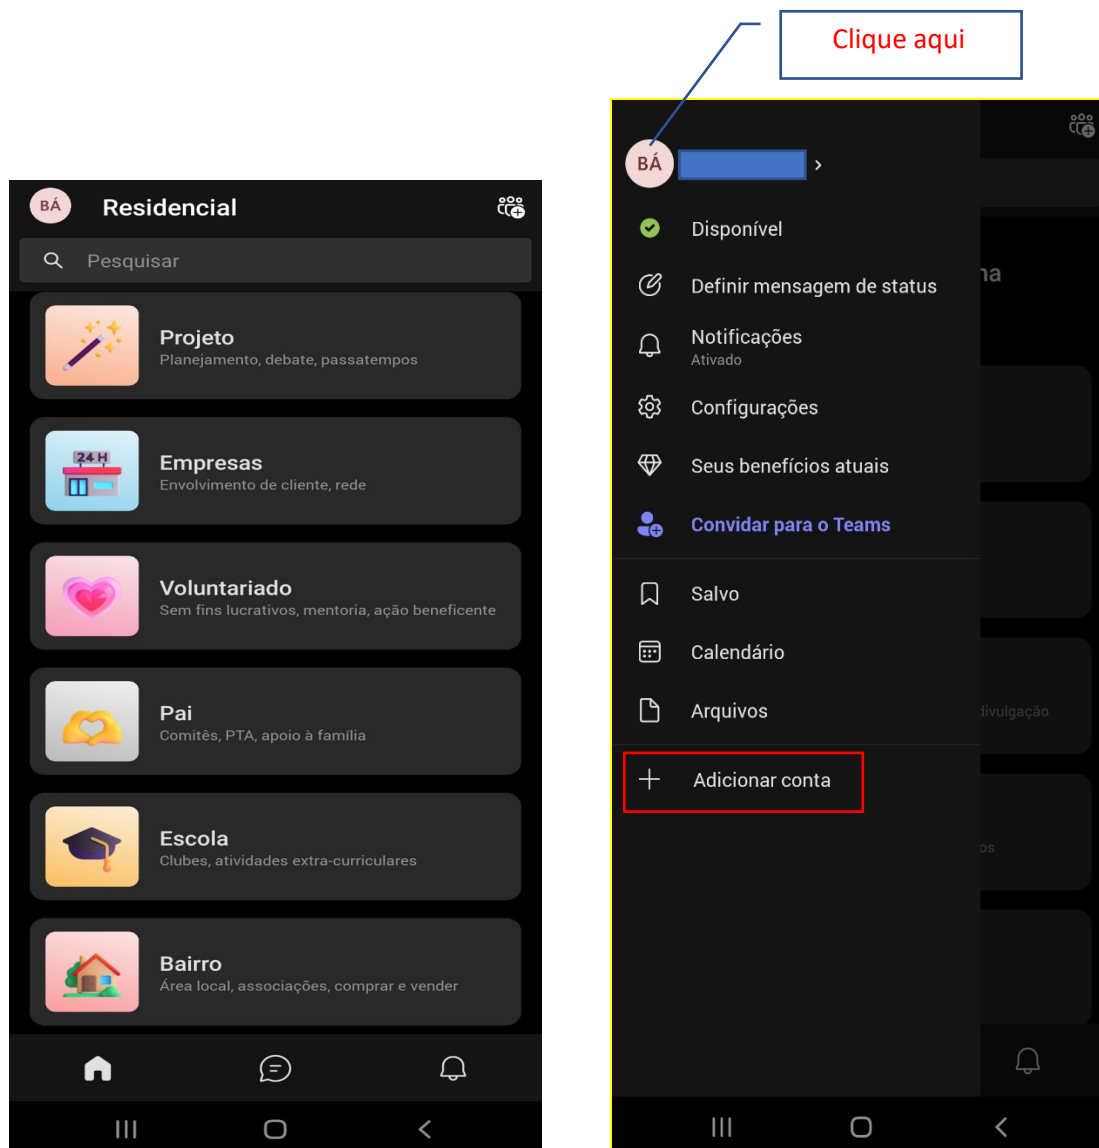 Clique aqui
BÁ
Residencial
Pesquisar
Projeto
Planejamento, debate, passatempos
24 H
Empresas
Envolvimento de cliente, rede
Voluntariado
Sem fins lucrativos, mentoria, ação beneficente
Pai
Comitês, PTA, apoio à família
Escola
Clubes, atividades extra-curriculares
Bairro
Área local, associações, comprar e vender
BÁ
Disponível
Definir mensagem de status
Notificações
Ativado
Configurações
Seus benefícios atuais
Convidar para o Teams
Salvo
Calendário
Arquivos
Adicionar conta
na
divulgação
os